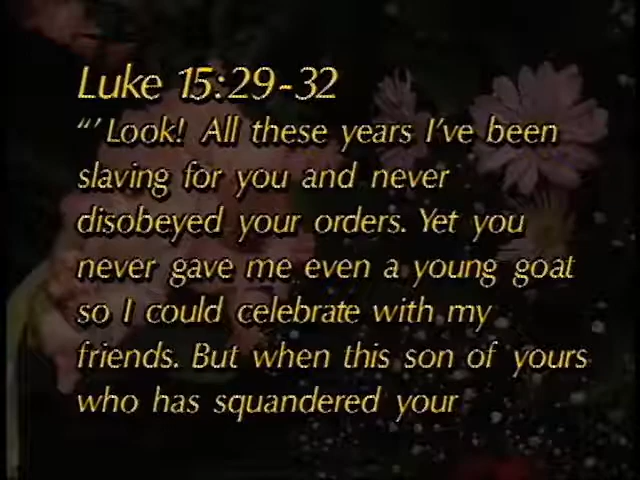 Luke 15:29-32
“‘Look! All these years I’ve been
slaving for you and never
disobeyed your orders. Yet you
never gave me even a young goat
so I could celebrate with my
friends. But when this son of yours
who has squandered your